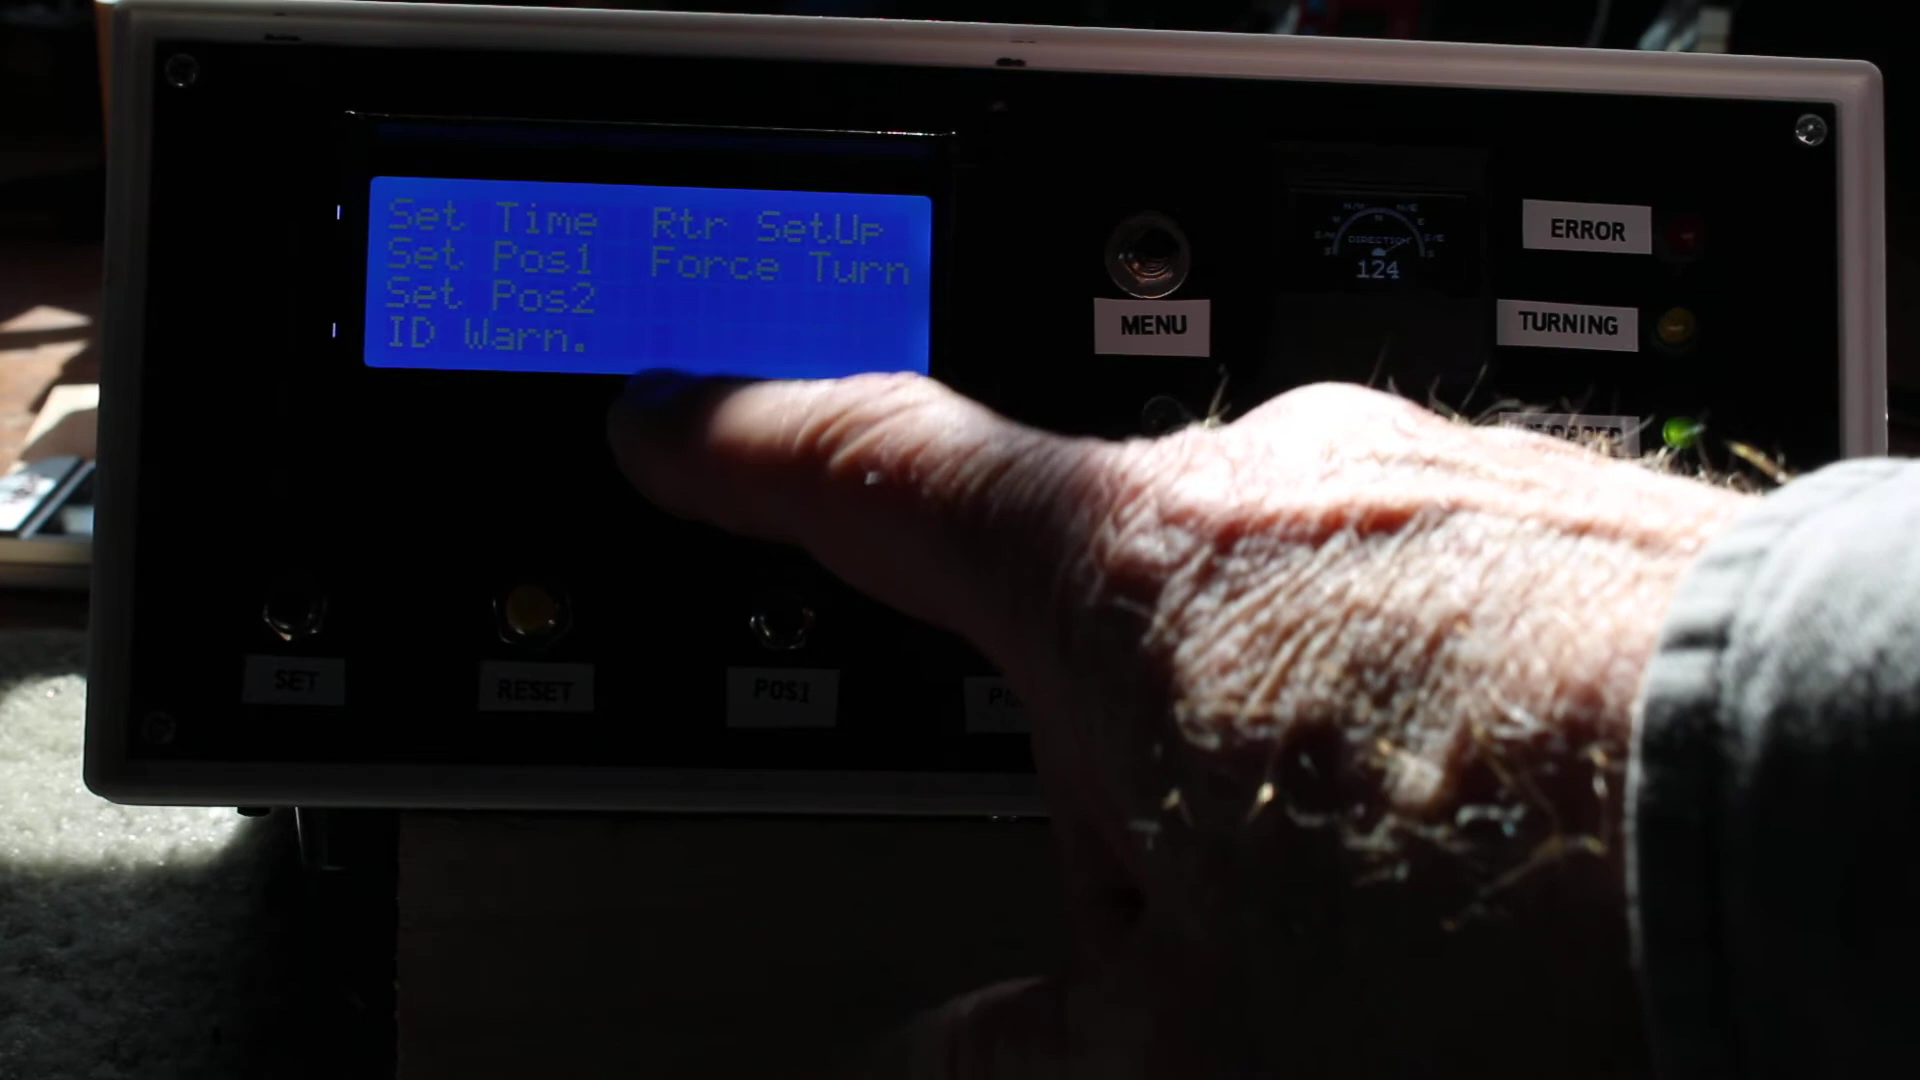 Set Time Rtr SetUp
Set Pos1 Force Turn
Set Pos2
ID Warn.
MENU
N
DIRECTION
124
ERROR
TURNING
SET
RESET
POS1